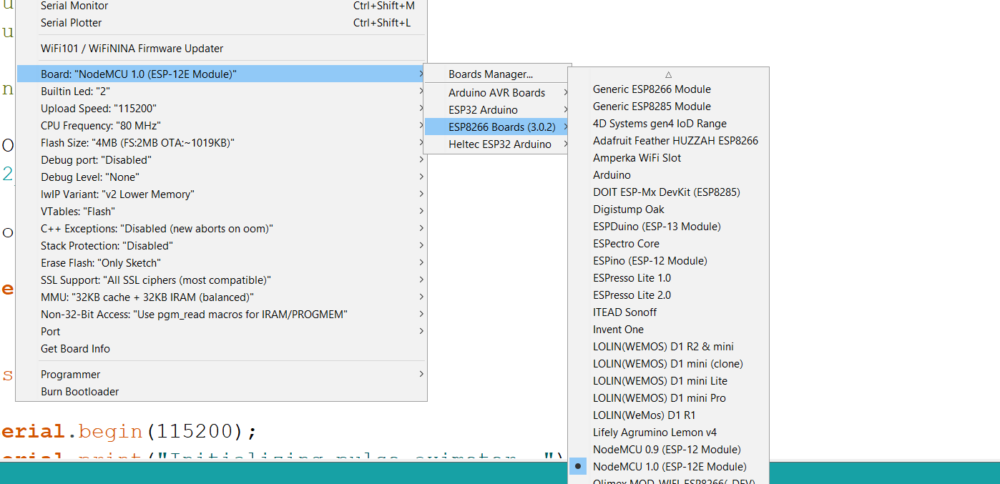 u
Serial Monitor Ctrl+Shift+M
Serial Plotter Ctrl+Shift+L
u
WiFi101 / WiFiNINA Firmware Updater
Board: "NodeMCU 1.0 (ESP-12E Module)"
Builtin Led: "2"
n
Upload Speed: "115200"
CPU Frequency: "80 MHz"
Flash Size: "4MB (FS:2MB OTA:~1019KB)"
O
Debug port: "Disabled"
Debug Level: "None"
2
lwIP Variant: "v2 Lower Memory"
VTables: "Flash"
C++ Exceptions: "Disabled (new aborts on oom)"
o
Stack Protection: "Disabled"
Erase Flash: "Only Sketch"
SSL Support: "All SSL ciphers (most compatible)"
e
MMU: "32KB cache + 32KB IRAM (balanced)"
Non-32-Bit Access: "Use pgm_read macros for IRAM/PROGMEM"
Port
Get Board Info
s
Programmer
Burn Bootloader
Boards Manager...
Arduino AVR Boards
ESP32 Arduino
ESP8266 Boards (3.0.2)
Heltec ESP32 Arduino
Generic ESP8266 Module
Generic ESP8285 Module
4D Systems gen4 IoD Range
Adafruit Feather HUZZAH ESP8266
Amperka WiFi Slot
Arduino
DOIT ESP-Mx DevKit (ESP8285)
Digistump Oak
ESPDuino (ESP-13 Module)
ESPectro Core
ESPino (ESP-12 Module)
ESPresso Lite 1.0
ESPresso Lite 2.0
ITEAD Sonoff
Invent One
LOLIN(WEMOS) D1 R2 & mini
LOLIN(WEMOS) D1 mini (clone)
LOLIN(WEMOS) D1 mini Lite
LOLIN(WEMOS) D1 mini Pro
LOLIN(WeMos) D1 R1
Lifely Agrumino Lemon v4
NodeMCU 0.9 (ESP-12 Module)
NodeMCU 1.0 (ESP-12E Module)
Olimex MOD-WIFI-ESP8266(-DEV)
erial.begin(115200);
erial.print("Initializing pulse oximeter..")